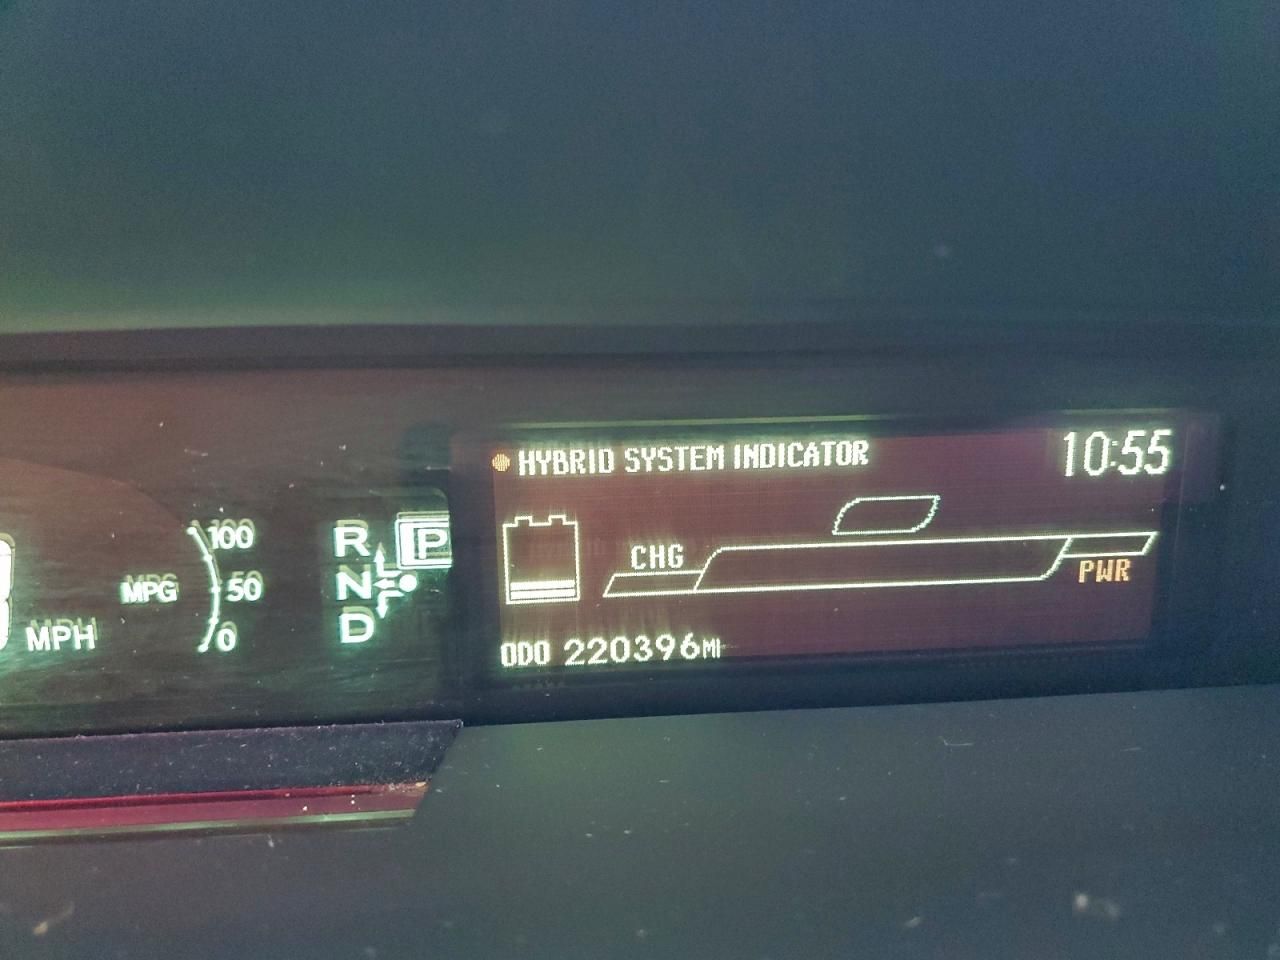 HYBRID SYSTEM INDICATOR 10:55
100
R P
CHG
MPG 50
N
PWR
MPH 0
D
ODO 220396MI